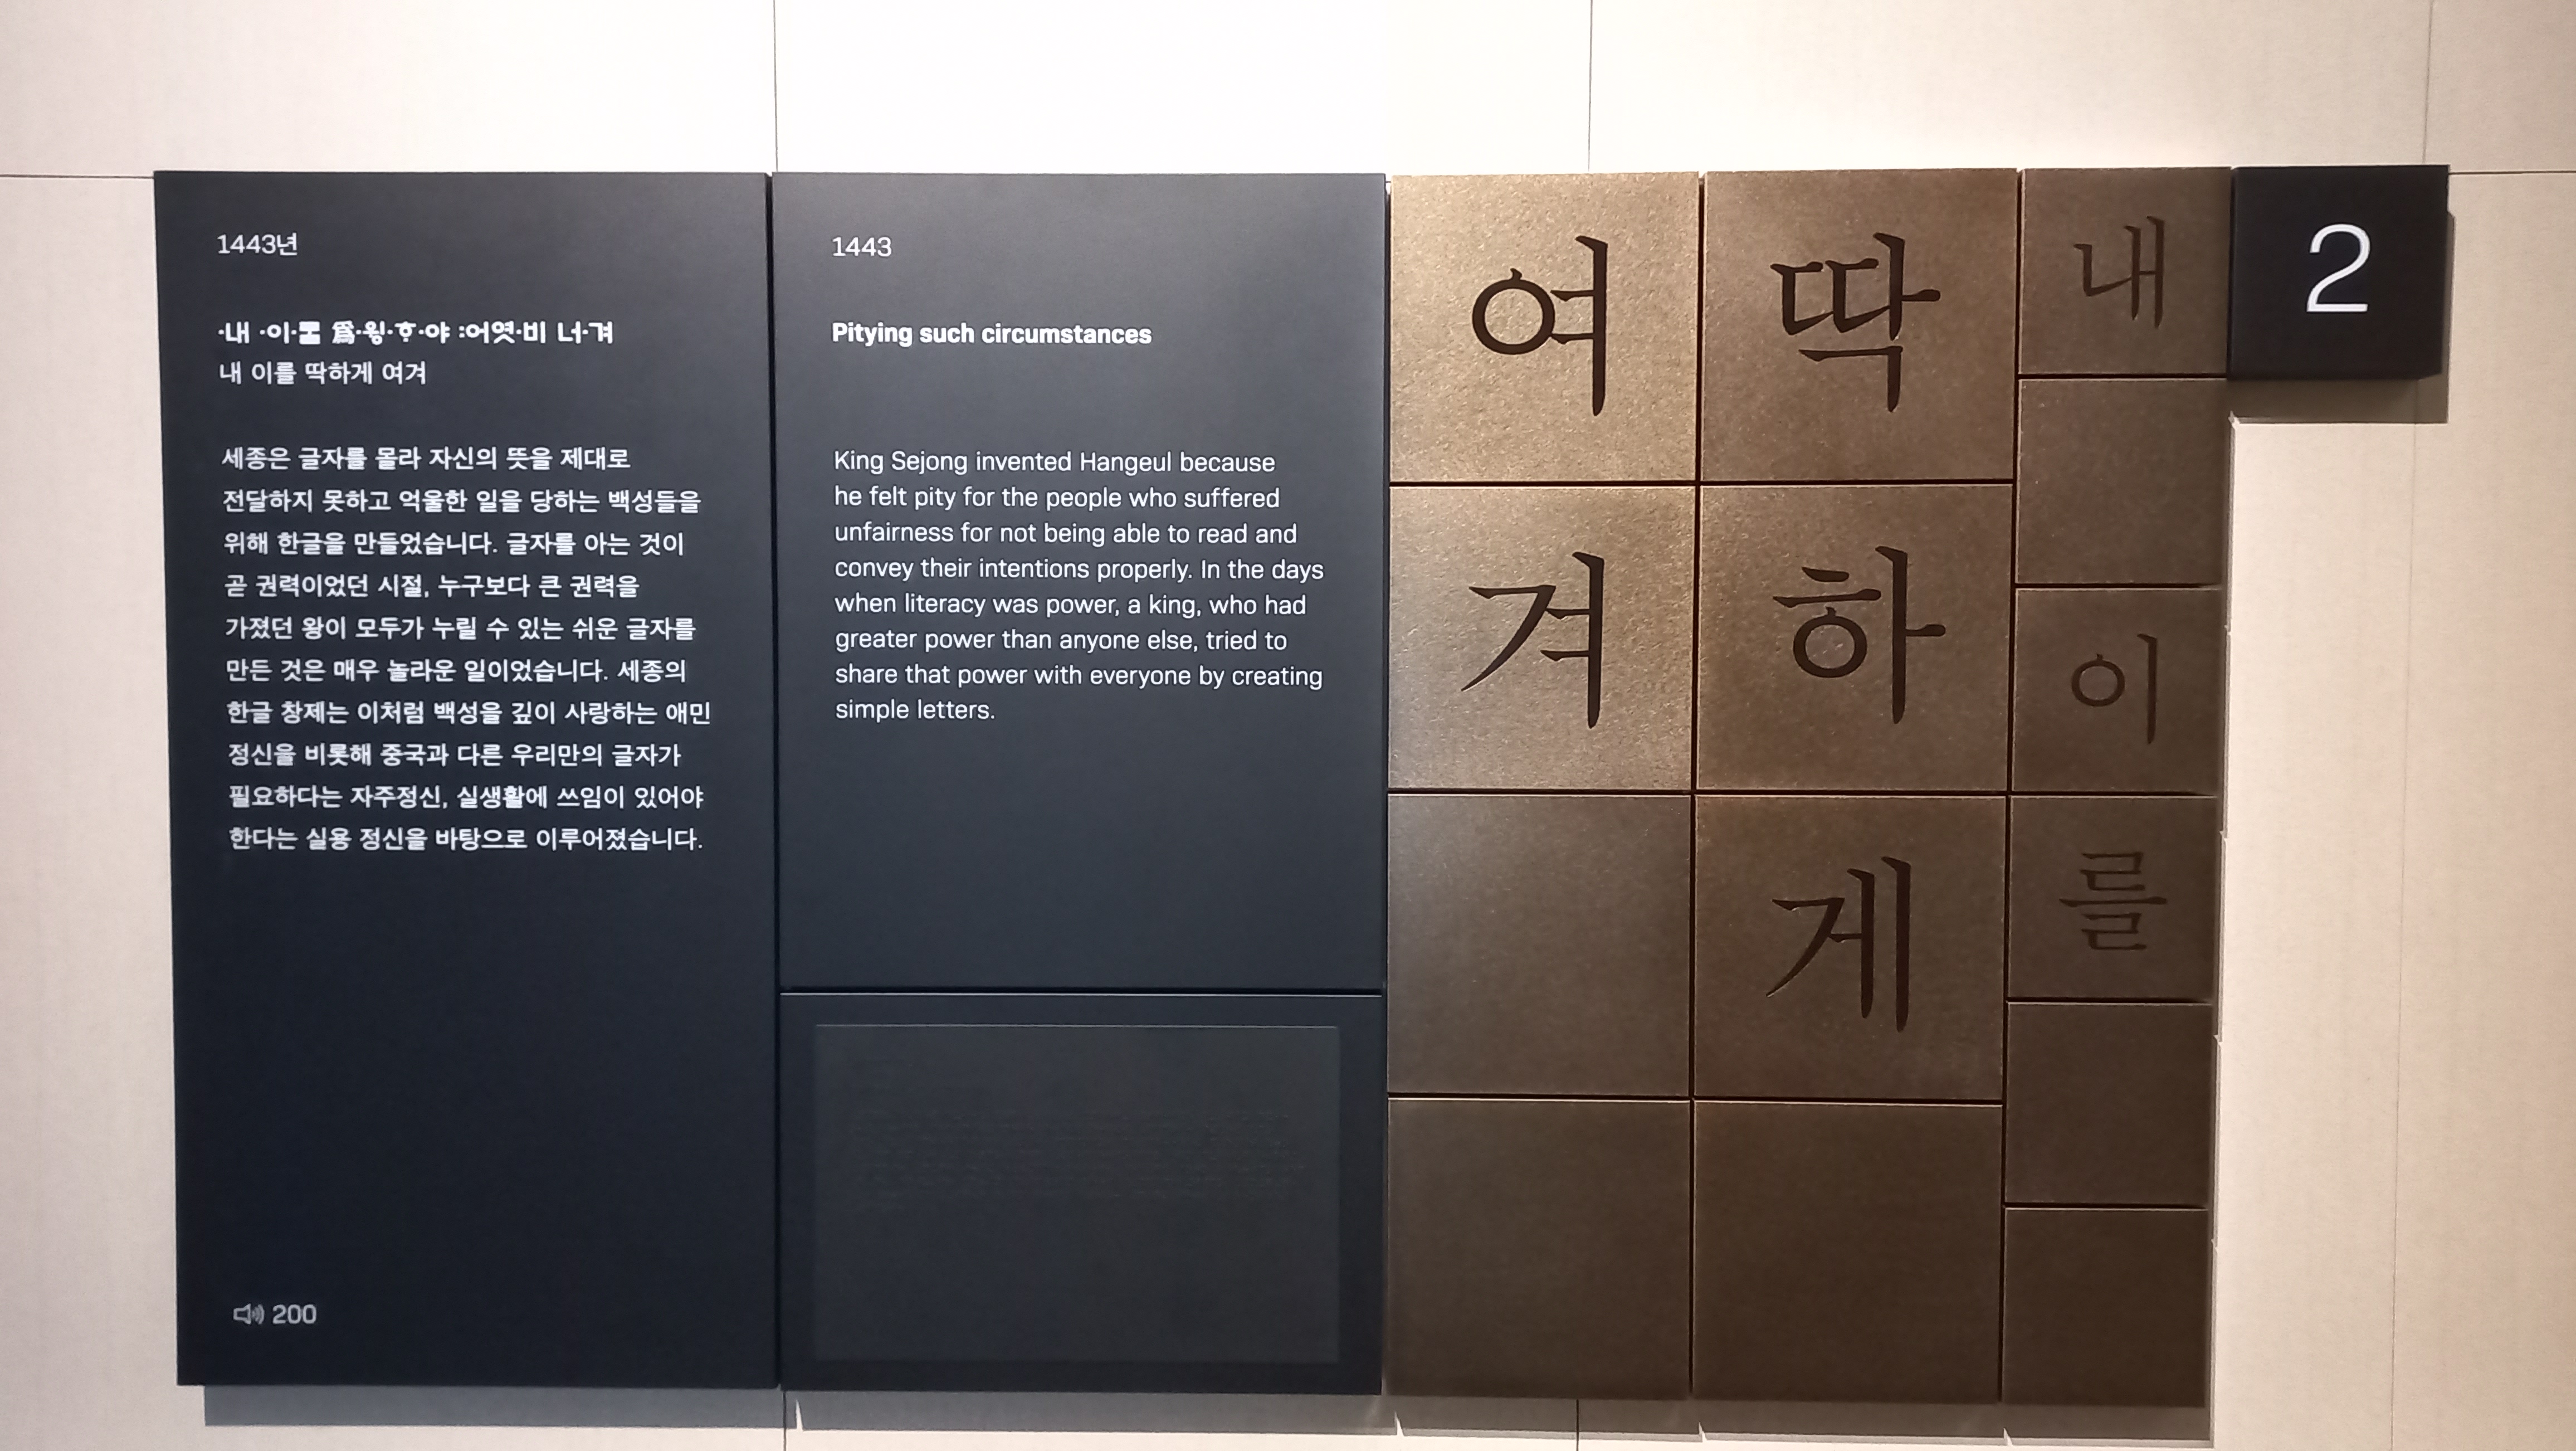 1443년
·내 ·이·ᄅᆞᆯ 爲·윙·ᄒᆞ·야 :어엿·비 너·겨
내 이를 딱하게 여겨
세종은 글자를 몰라 자신의 뜻을 제대로
전달하지 못하고 억울한 일을 당하는 백성들을
위해 한글을 만들었습니다. 글자를 아는 것이
곧 권력이었던 시절, 누구보다 큰 권력을
가졌던 왕이 모두가 누릴 수 있는 쉬운 글자를
만든 것은 매우 놀라운 일이었습니다. 세종의
한글 창제는 이처럼 백성을 깊이 사랑하는 애민
정신을 비롯해 중국과 다른 우리만의 글자가
필요하다는 자주정신, 실생활에 쓰임이 있어야
한다는 실용 정신을 바탕으로 이루어졌습니다.
200
1443
Pitying such circumstances
King Sejong invented Hangeul because
he felt pity for the people who suffered
unfairness for not being able to read and
convey their intentions properly. In the days
when literacy was power, a king, who had
greater power than anyone else, tried to
share that power with everyone by creating
simple letters.
2
내 이를
딱하게
여겨